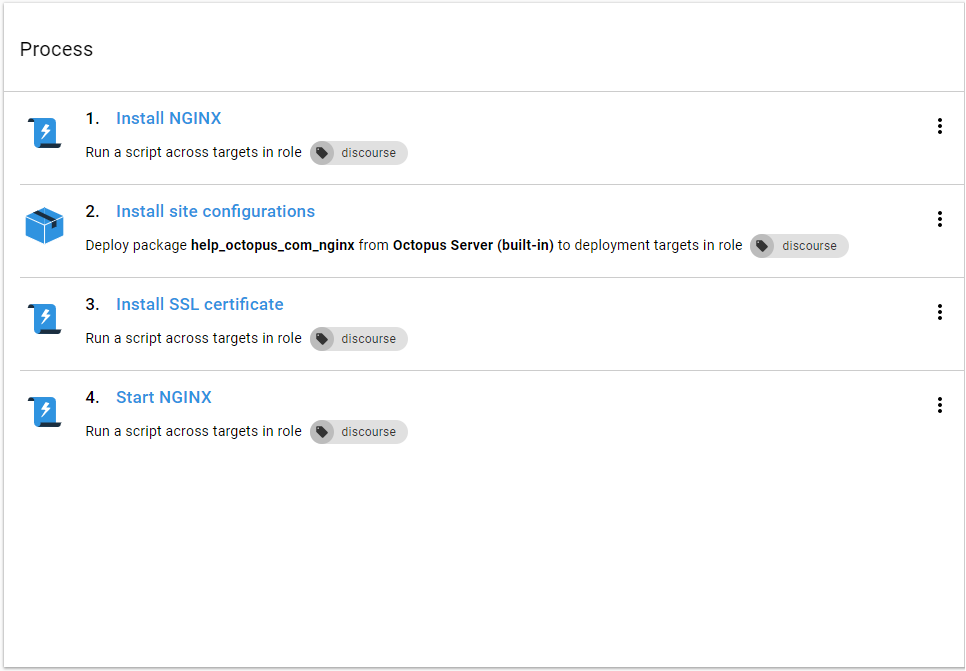 Process
1. Install NGINX
Run a script across targets in role discourse
2. Install site configurations
Deploy package help_octopus_com_nginx from Octopus Server (built-in) to deployment targets in role discourse
3. Install SSL certificate
Run a script across targets in role discourse
4. Start NGINX
Run a script across targets in role discourse